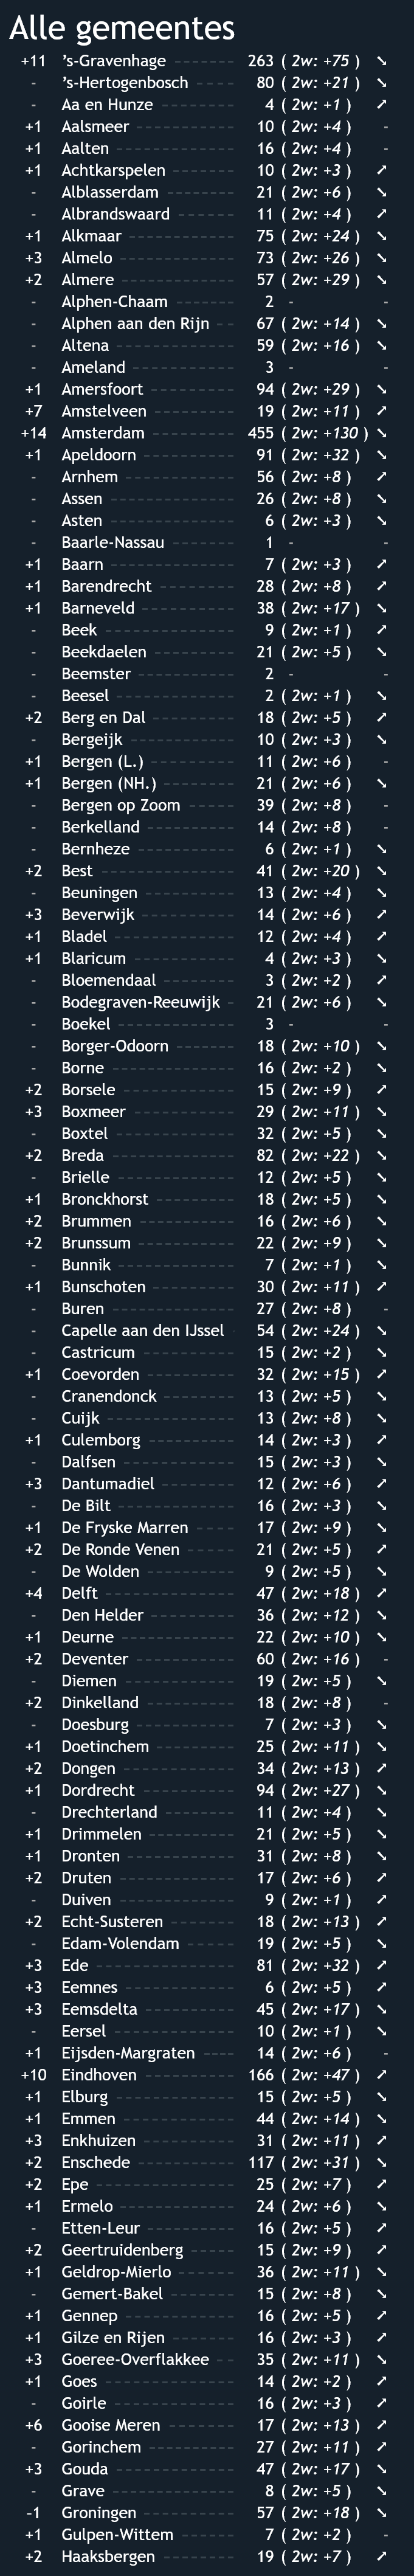 Alle gemeentes
+11 ’s-Gravenhage 263 ( 2w: +75 ) ➘
- ’s-Hertogenbosch 80 ( 2w: +21 ) ➘
- Aa en Hunze 4 ( 2w: +1 ) ➚
+1 Aalsmeer 10 ( 2w: +4 ) -
+1 Aalten 16 ( 2w: +4 ) -
+1 Achtkarspelen 10 ( 2w: +3 ) ➚
- Alblasserdam 21 ( 2w: +6 ) ➘
- Albrandswaard 11 ( 2w: +4 ) ➚
+1 Alkmaar 75 ( 2w: +24 ) ➘
+3 Almelo 73 ( 2w: +26 ) ➘
+2 Almere 57 ( 2w: +29 ) ➘
- Alphen-Chaam 2 - -
- Alphen aan den Rijn 67 ( 2w: +14 ) ➘
- Altena 59 ( 2w: +16 ) ➘
- Ameland 3 - -
+1 Amersfoort 94 ( 2w: +29 ) ➘
+7 Amstelveen 19 ( 2w: +11 ) ➚
+14 Amsterdam 455 ( 2w: +130 ) ➘
+1 Apeldoorn 91 ( 2w: +32 ) ➘
- Arnhem 56 ( 2w: +8 ) ➚
- Assen 26 ( 2w: +8 ) ➘
- Asten 6 ( 2w: +3 ) ➘
- Baarle-Nassau 1 - -
+1 Baarn 7 ( 2w: +3 ) ➚
+1 Barendrecht 28 ( 2w: +8 ) ➚
+1 Barneveld 38 ( 2w: +17 ) ➘
- Beek 9 ( 2w: +1 ) ➚
- Beekdaelen 21 ( 2w: +5 ) ➘
- Beemster 2 - -
- Beesel 2 ( 2w: +1 ) ➘
+2 Berg en Dal 18 ( 2w: +5 ) ➚
- Bergeijk 10 ( 2w: +3 ) ➘
+1 Bergen (L.) 11 ( 2w: +6 ) -
+1 Bergen (NH.) 21 ( 2w: +6 ) ➘
- Bergen op Zoom 39 ( 2w: +8 ) -
- Berkelland 14 ( 2w: +8 ) -
- Bernheze 6 ( 2w: +1 ) ➘
+2 Best 41 ( 2w: +20 ) ➘
- Beuningen 13 ( 2w: +4 ) ➘
+3 Beverwijk 14 ( 2w: +6 ) ➚
+1 Bladel 12 ( 2w: +4 ) ➚
+1 Blaricum 4 ( 2w: +3 ) ➘
- Bloemendaal 3 ( 2w: +2 ) ➚
- Bodegraven-Reeuwijk 21 ( 2w: +6 ) ➘
- Boekel 3 - -
- Borger-Odoorn 18 ( 2w: +10 ) ➘
- Borne 16 ( 2w: +2 ) ➘
+2 Borsele 15 ( 2w: +9 ) ➚
+3 Boxmeer 29 ( 2w: +11 ) ➘
- Boxtel 32 ( 2w: +5 ) ➘
+2 Breda 82 ( 2w: +22 ) ➘
- Brielle 12 ( 2w: +5 ) ➘
+1 Bronckhorst 18 ( 2w: +5 ) ➘
+2 Brummen 16 ( 2w: +6 ) ➘
+2 Brunssum 22 ( 2w: +9 ) ➘
- Bunnik 7 ( 2w: +1 ) ➘
+1 Bunschoten 30 ( 2w: +11 ) ➚
- Buren 27 ( 2w: +8 ) -
- Capelle aan den IJssel 54 ( 2w: +24 ) ➘
- Castricum 15 ( 2w: +2 ) ➘
+1 Coevorden 32 ( 2w: +15 ) ➚
- Cranendonck 13 ( 2w: +5 ) ➘
- Cuijk 13 ( 2w: +8 ) ➘
+1 Culemborg 14 ( 2w: +3 ) ➚
- Dalfsen 15 ( 2w: +3 ) ➘
+3 Dantumadiel 12 ( 2w: +6 ) ➚
- De Bilt 16 ( 2w: +3 ) ➘
+1 De Fryske Marren 17 ( 2w: +9 ) ➘
+2 De Ronde Venen 21 ( 2w: +5 ) ➚
- De Wolden 9 ( 2w: +5 ) ➘
+4 Delft 47 ( 2w: +18 ) ➚
- Den Helder 36 ( 2w: +12 ) ➘
+1 Deurne 22 ( 2w: +10 ) ➘
+2 Deventer 60 ( 2w: +16 ) -
- Diemen 19 ( 2w: +5 ) ➘
+2 Dinkelland 18 ( 2w: +8 ) -
- Doesburg 7 ( 2w: +3 ) ➘
+1 Doetinchem 25 ( 2w: +11 ) ➘
+2 Dongen 34 ( 2w: +13 ) ➚
+1 Dordrecht 94 ( 2w: +27 ) ➘
- Drechterland 11 ( 2w: +4 ) ➘
+1 Drimmelen 21 ( 2w: +5 ) ➘
+1 Dronten 31 ( 2w: +8 ) ➘
+2 Druten 17 ( 2w: +6 ) ➚
- Duiven 9 ( 2w: +1 ) ➚
+2 Echt-Susteren 18 ( 2w: +13 ) ➚
- Edam-Volendam 19 ( 2w: +5 ) ➘
+3 Ede 81 ( 2w: +32 ) ➚
+3 Eemnes 6 ( 2w: +5 ) ➚
+3 Eemsdelta 45 ( 2w: +17 ) ➘
- Eersel 10 ( 2w: +1 ) ➘
+1 Eijsden-Margraten 14 ( 2w: +6 ) -
+10 Eindhoven 166 ( 2w: +47 ) ➚
+1 Elburg 15 ( 2w: +5 ) ➘
+1 Emmen 44 ( 2w: +14 ) ➘
+3 Enkhuizen 31 ( 2w: +11 ) ➚
+2 Enschede 117 ( 2w: +31 ) ➘
+2 Epe 25 ( 2w: +7 ) ➚
+1 Ermelo 24 ( 2w: +6 ) ➘
- Etten-Leur 16 ( 2w: +5 ) ➚
+2 Geertruidenberg 15 ( 2w: +9 ) ➚
+1 Geldrop-Mierlo 36 ( 2w: +11 ) ➘
- Gemert-Bakel 15 ( 2w: +8 ) ➘
+1 Gennep 16 ( 2w: +5 ) ➚
+1 Gilze en Rijen 16 ( 2w: +3 ) ➚
+3 Goeree-Overflakkee 35 ( 2w: +11 ) ➘
+1 Goes 14 ( 2w: +2 ) ➚
- Goirle 16 ( 2w: +3 ) ➚
+6 Gooise Meren 17 ( 2w: +13 ) ➚
- Gorinchem 27 ( 2w: +11 ) ➚
+3 Gouda 47 ( 2w: +17 ) ➘
- Grave 8 ( 2w: +5 ) ➘
-1 Groningen 57 ( 2w: +18 ) ➘
+1 Gulpen-Wittem 7 ( 2w: +2 ) -
+2 Haaksbergen 19 ( 2w: +7 ) ➚